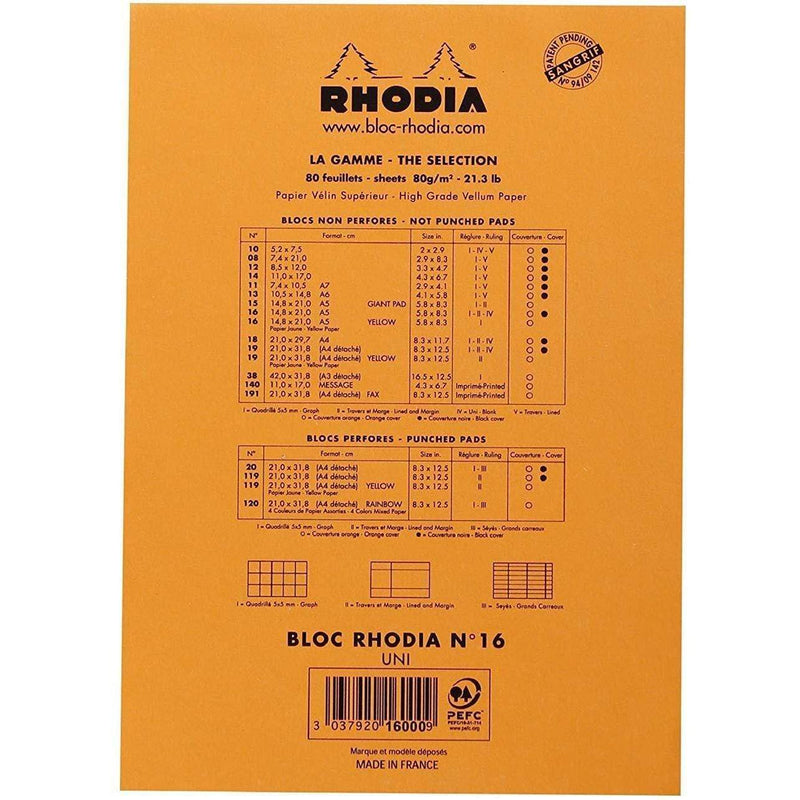 RHODIA ®
www.bloc-rhodia.com
PATENT PENDING
SANGRIF
N° 94/09 142
LA GAMME - THE SELECTION
80 feuillets - sheets 80g/m² - 21.3 lb
Papier Vélin Supérieur - High Grade Vellum Paper
BLOCS NON PERFORES - NOT PUNCHED PADS
N° Format - cm Size in. Réglure - Ruling Couverture - Cover
10 5,2 x 7,5 2 x 2.9 I - IV - V ○ ●
08 7,4 x 21,0 2.9 x 8.3 I - V ○ ●
12 8,5 x 12,0 3.3 x 4.7 I - V ○ ●
14 11,0 x 17,0 4.3 x 6.7 I - V ○ ●
11 7,4 x 10,5 A7 2.9 x 4.1 I - V ○ ●
13 10,5 x 14,8 A6 4.1 x 5.8 I - V ○ ●
15 14,8 x 21,0 A5 GIANT PAD 5.8 x 8.3 I ○
16 14,8 x 21,0 A5 5.8 x 8.3 I - II - IV ○ ●
16 14,8 x 21,0 A5 YELLOW 5.8 x 8.3 I ○
Papier Jaune - Yellow Paper
18 21,0 x 29,7 A4 8.3 x 11.7 I - II - IV ○ ●
19 21,0 x 31,8 (A4 détaché) 8.3 x 12.5 I - II - IV ○ ●
19 21,0 x 31,8 (A4 détaché) YELLOW 8.3 x 12.5 II ○
Papier Jaune - Yellow Paper
38 42,0 x 31,8 (A3 détaché) 16.5 x 12.5 I ○
140 11,0 x 17,0 MESSAGE 4.3 x 6.7 Imprimé-Printed ○
191 21,0 x 31,8 (A4 détaché) FAX 8.3 x 12.5 Imprimé-Printed ○
I = Quadrillé 5x5 mm - Graph II = Travers et Marge - Lined and Margin IV = Uni - Blank V = Travers - Lined
○ = Couverture orange - Orange cover ● = Couverture noire - Black cover
BLOCS PERFORES - PUNCHED PADS
N° Format - cm Size in. Réglure - Ruling Couverture - Cover
20 21,0 x 31,8 (A4 détaché) 8.3 x 12.5 I - III ○ ●
119 21,0 x 31,8 (A4 détaché) 8.3 x 12.5 II ○ ●
119 21,0 x 31,8 (A4 détaché) YELLOW 8.3 x 12.5 II ○
Papier Jaune - Yellow Paper
120 21,0 x 31,8 (A4 détaché) RAINBOW 8.3 x 12.5 I - III ○
4 Couleurs de Papier Assorties - 4 Colors Mixed Paper
I = Quadrillé 5x5 mm - Graph II = Travers et Marge - Lined and Margin III = Séyès - Grands carreaux
○ = Couverture orange - Orange cover ● = Couverture noire - Black cover
I = Quadrillé 5x5 mm - Graph
II = Travers et Marge - Lined and Margin
III = Seyès - Grands Carreaux
BLOC RHODIA N°16
UNI
3 037920 160009
PEFC™
PEFC/10-31-714
www.pefc.org
Marque et modèle déposés
MADE IN FRANCE